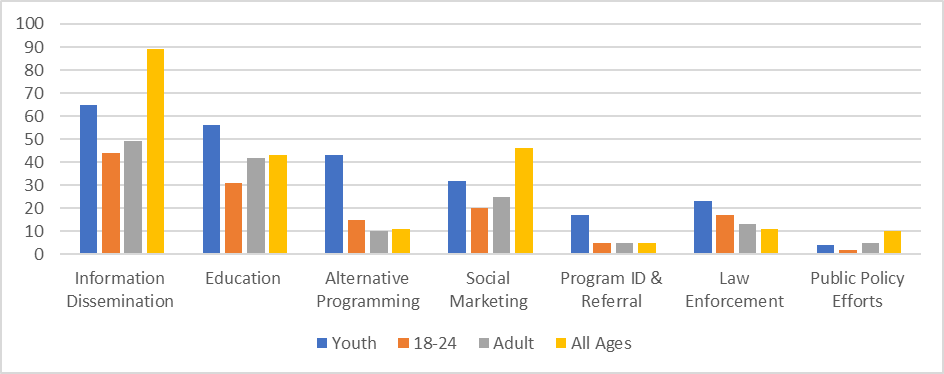 100
90
80
70
60
50
40
30
20
10
0
Information Dissemination
Education
Alternative Programming
Social Marketing
Program ID & Referral
Law Enforcement
Public Policy Efforts
Youth 18-24 Adult All Ages